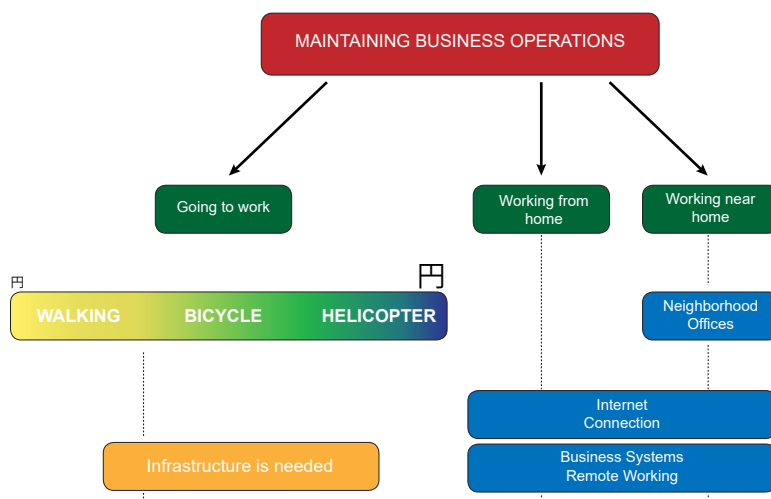 MAINTAINING BUSINESS OPERATIONS
Going to work
Working from
home
Working near
home
円
円
WALKING
BICYCLE
HELICOPTER
Neighborhood
Offices
Internet
Connection
Infrastructure is needed
Business Systems
Remote Working